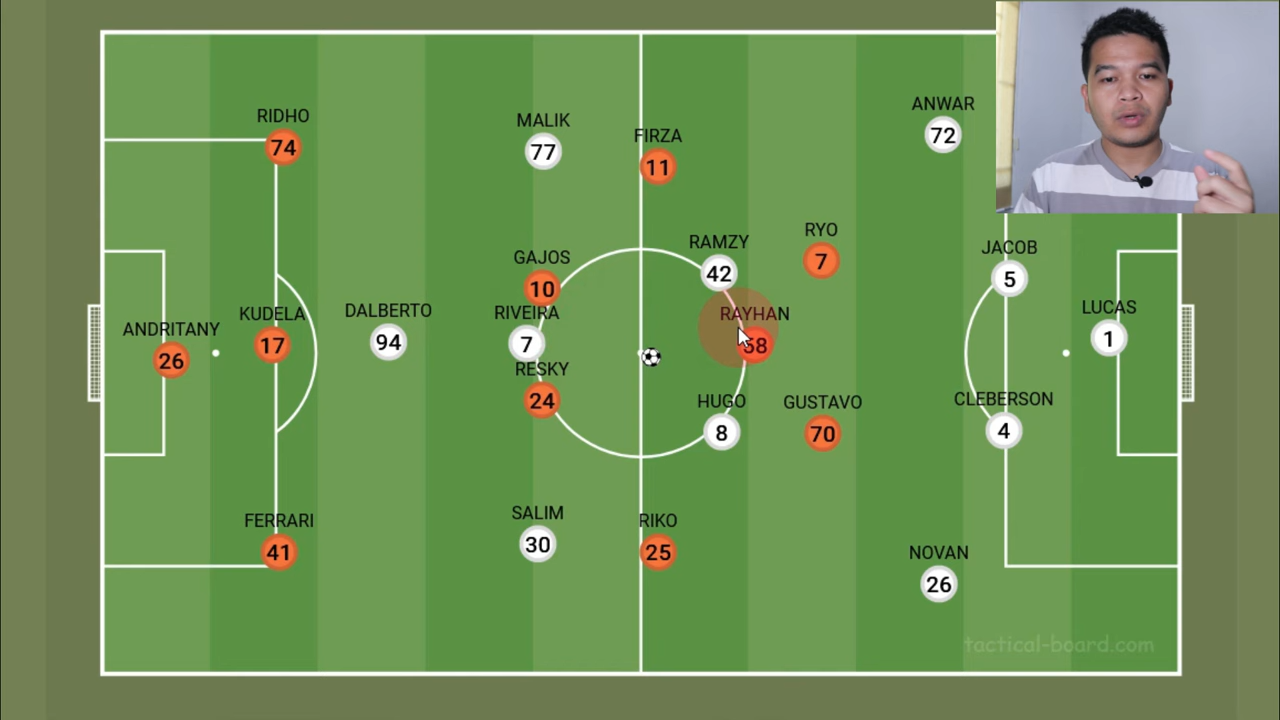 RIDHO
74
MALIK
77
FIRZA
11
ANWAR
72
GAJOS
10
RAMZY
42
RYO
7
JACOB
5
ANDRITANY
26
KUDELA
17
DALBERTO
94
RIVEIRA
7
RAYHAN
58
LUCAS
1
RESKY
24
HUGO
8
GUSTAVO
70
CLEBERSON
4
FERRARI
41
SALIM
30
RIKO
25
NOVAN
26
tactical-board.com